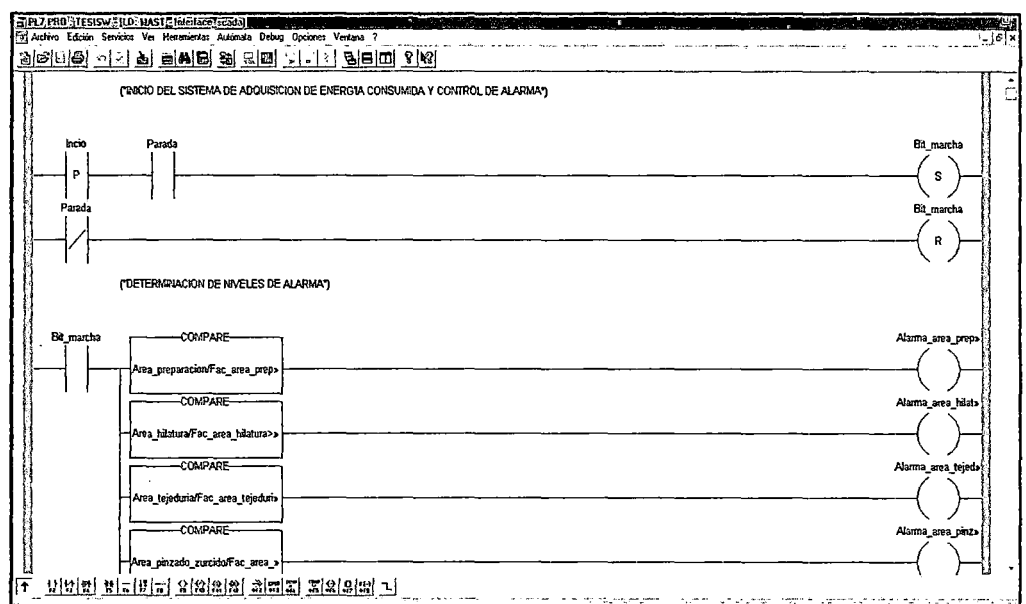 PL7 PRO : TESISW - [LD: MAST - Interface_scada]
Archivo Edición Servicios Ver Herramientas Autómata Debug Opciones Ventana ?
(*INICIO DEL SISTEMA DE ADQUISICION DE ENERGIA CONSUMIDA Y CONTROL DE ALARMA*)
Incio Parada Bit_marcha
P S
Parada Bit_marcha
R
(*DETERMINACION DE NIVELES DE ALARMA*)
Bit_marcha COMPARE Alarma_area_prep»
Area_preparacion/Fac_area_prep»
COMPARE Alarma_area_hilat»
Area_hilatura/Fac_area_hilatura>»
COMPARE Alarma_area_tejed»
Area_tejeduria/Fac_area_tejeduri»
COMPARE Alarma_area_pinz»
Area_pinzado_zurcido/Fac_area_»